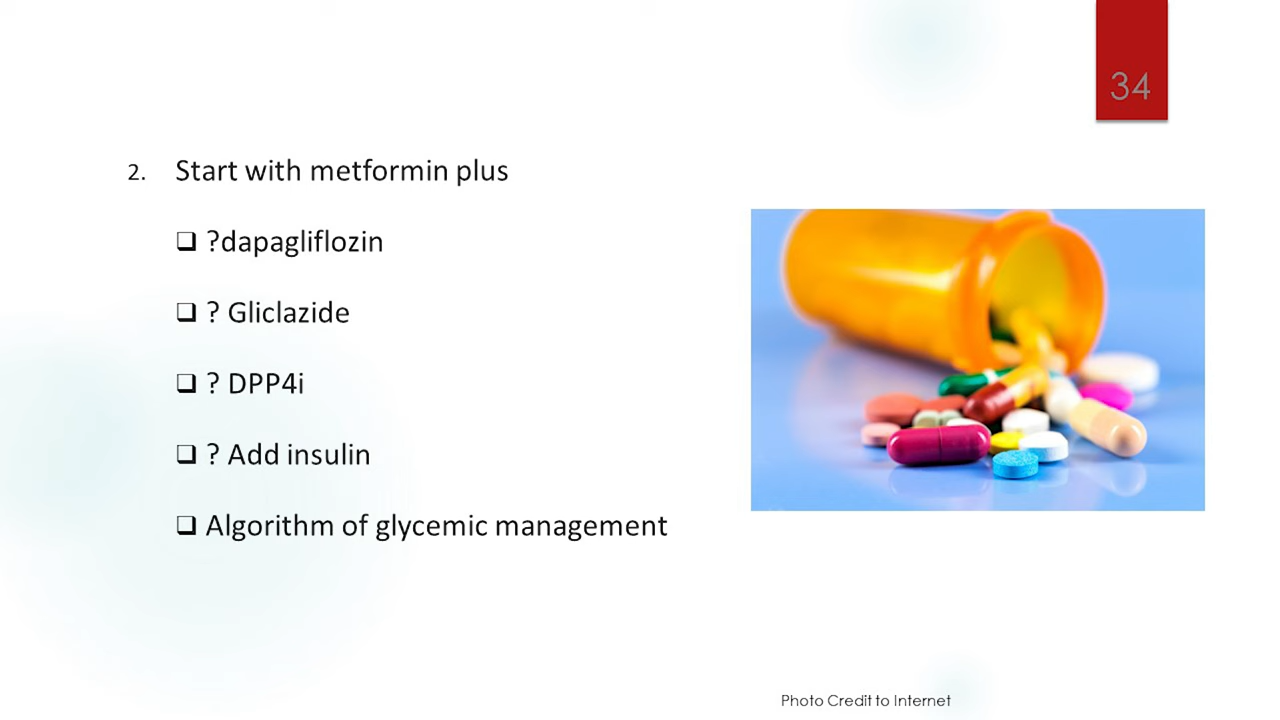 34
2. Start with metformin plus
❑ ?dapagliflozin
❑ ? Gliclazide
❑ ? DPP4i
❑ ? Add insulin
❑ Algorithm of glycemic management
Photo Credit to Internet